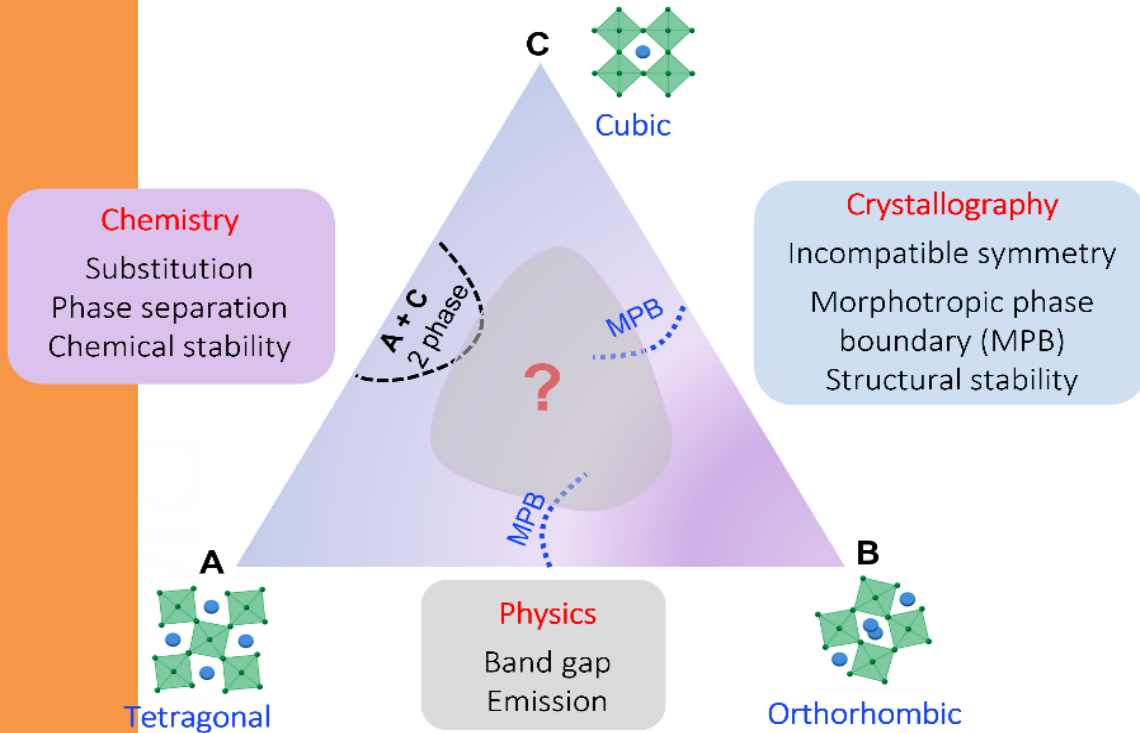 C
Cubic
Chemistry
Substitution
Phase separation
Chemical stability
Crystallography
Incompatible symmetry
Morphotropic phase
boundary (MPB)
Structural stability
A + C
2 phase
MPB
?
MPB
A
Tetragonal
B
Orthorhombic
Physics
Band gap
Emission